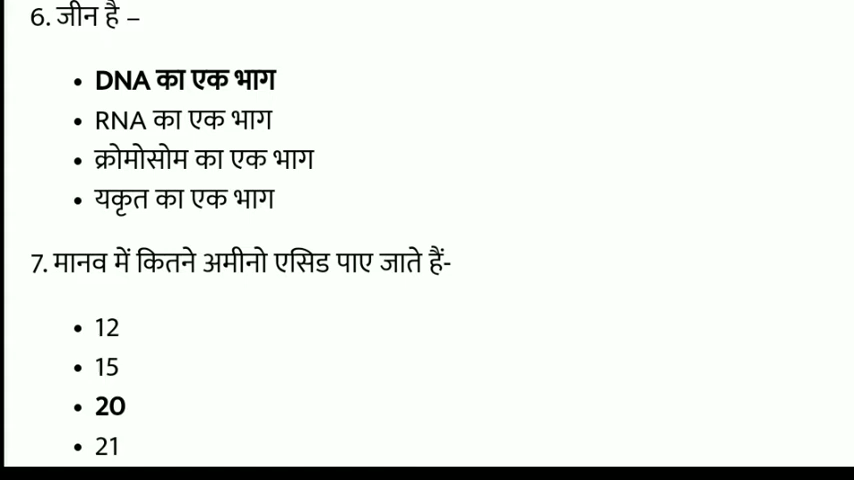 6. जीन है –
• DNA का एक भाग
• RNA का एक भाग
• क्रोमोसोम का एक भाग
• यकृत का एक भाग
7. मानव में कितने अमीनो एसिड पाए जाते हैं-
• 12
• 15
• 20
• 21